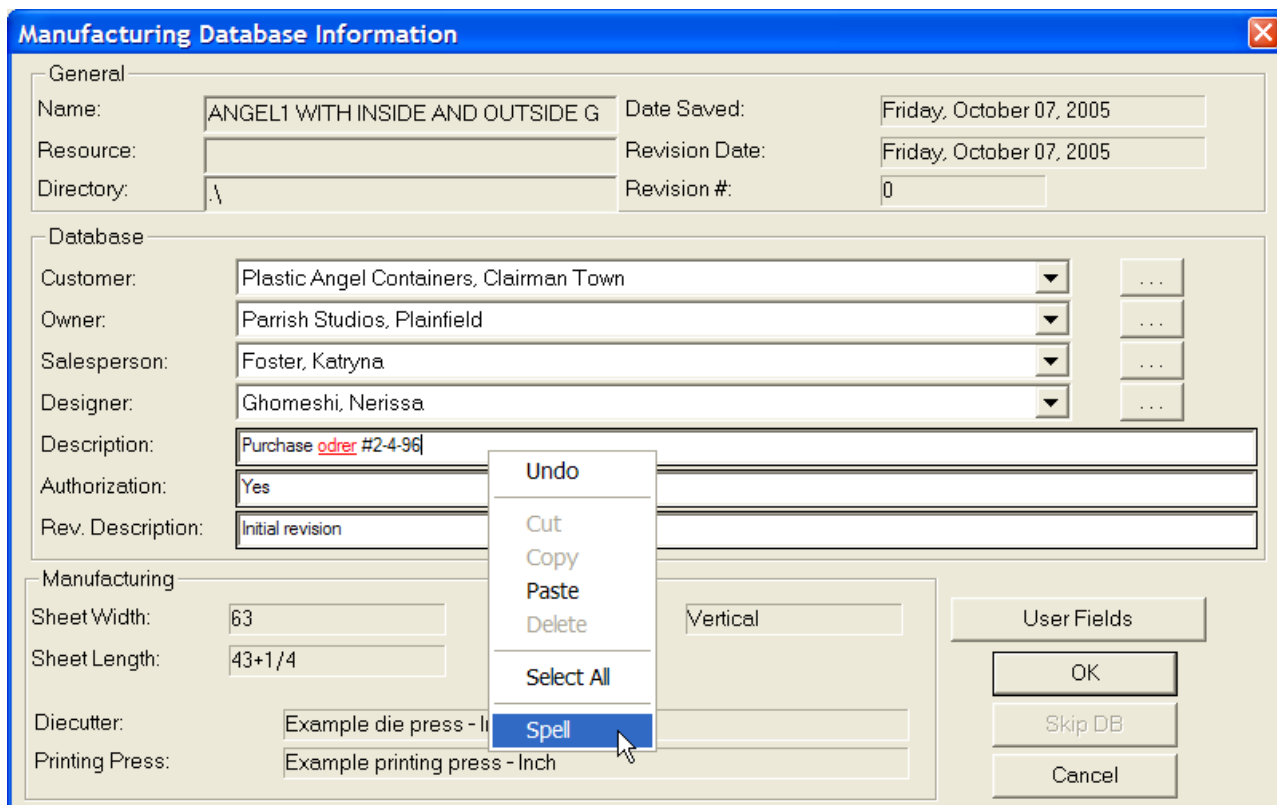 Manufacturing Database Information
General
Name: ANGEL1 WITH INSIDE AND OUTSIDE G Date Saved: Friday, October 07, 2005
Resource: Revision Date: Friday, October 07, 2005
Directory: .\ Revision #: 0
Database
Customer: Plastic Angel Containers, Clairman Town ...
Owner: Parrish Studios, Plainfield ...
Salesperson: Foster, Katryna ...
Designer: Ghomeshi, Nerissa ...
Description: Purchase odrer #2-4-96
Authorization: Yes
Rev. Description: Initial revision
Undo
Cut
Copy
Paste
Delete
Select All
Spell
Manufacturing
Sheet Width: 63 Vertical
Sheet Length: 43+1/4
Diecutter: Example die press -
Printing Press: Example printing press - Inch
User Fields
OK
Skip DB
Cancel